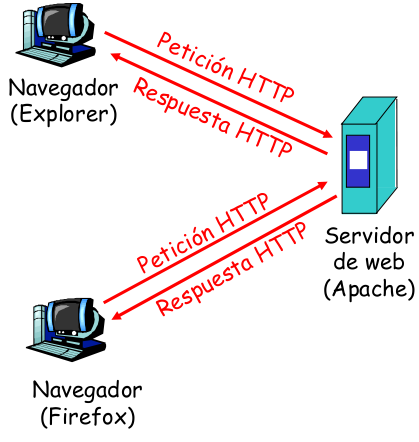 Petición HTTP
Respuesta HTTP
Navegador
(Explorer)
Petición HTTP
Respuesta HTTP
Servidor
de web
(Apache)
Navegador
(Firefox)